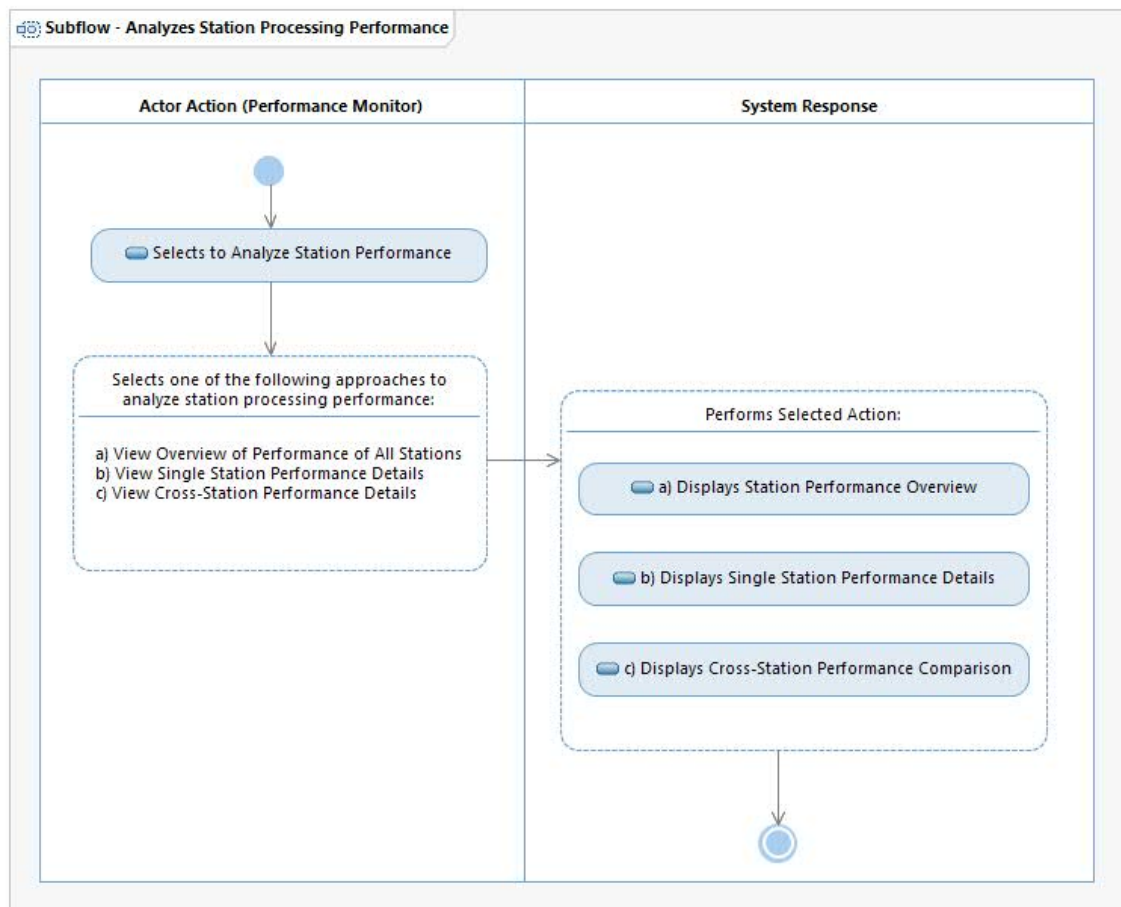 Subflow - Analyzes Station Processing Performance
Actor Action (Performance Monitor)
System Response
Selects to Analyze Station Performance
Selects one of the following approaches to
analyze station processing performance:
a) View Overview of Performance of All Stations
b) View Single Station Performance Details
c) View Cross-Station Performance Details
Performs Selected Action:
a) Displays Station Performance Overview
b) Displays Single Station Performance Details
c) Displays Cross-Station Performance Comparison